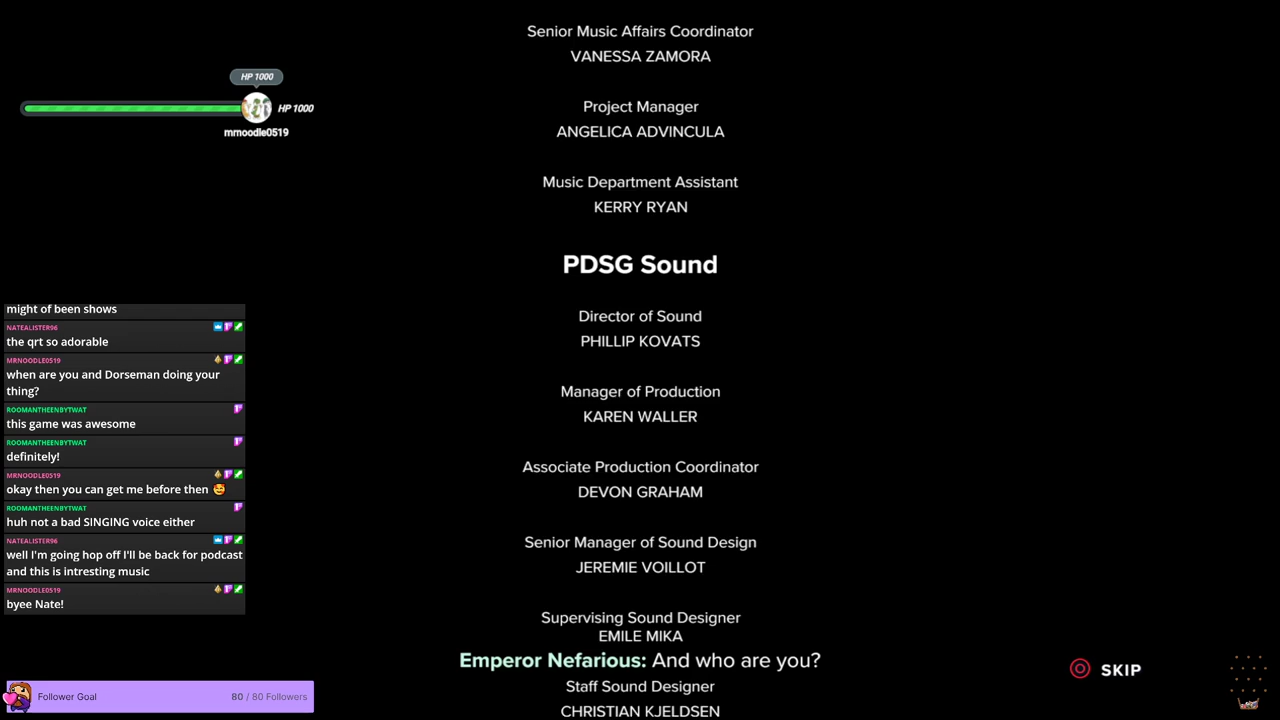 Senior Music Affairs Coordinator
VANESSA ZAMORA
HP 1000
HP 1000
mmoodle0519
Project Manager
ANGELICA ADVINCULA
Music Department Assistant
KERRY RYAN
PDSG Sound
Director of Sound
PHILLIP KOVATS
Manager of Production
KAREN WALLER
Associate Production Coordinator
DEVON GRAHAM
Senior Manager of Sound Design
JEREMIE VOILLOT
Supervising Sound Designer
EMILE MIKA
Emperor Nefarious: And who are you?
Staff Sound Designer
CHRISTIAN KJELDSEN
SKIP
might of been shows
NATEALISTER96
the qrt so adorable
MRNOODLE0519
when are you and Dorseman doing your
thing?
ROOMANTHEENBYTWAT
this game was awesome
ROOMANTHEENBYTWAT
definitely!
MRNOODLE0519
okay then you can get me before then 🥰
ROOMANTHEENBYTWAT
huh not a bad SINGING voice either
NATEALISTER96
well I'm going hop off I'll be back for podcast
and this is intresting music
MRNOODLE0519
byee Nate!
Follower Goal 80 / 80 Followers